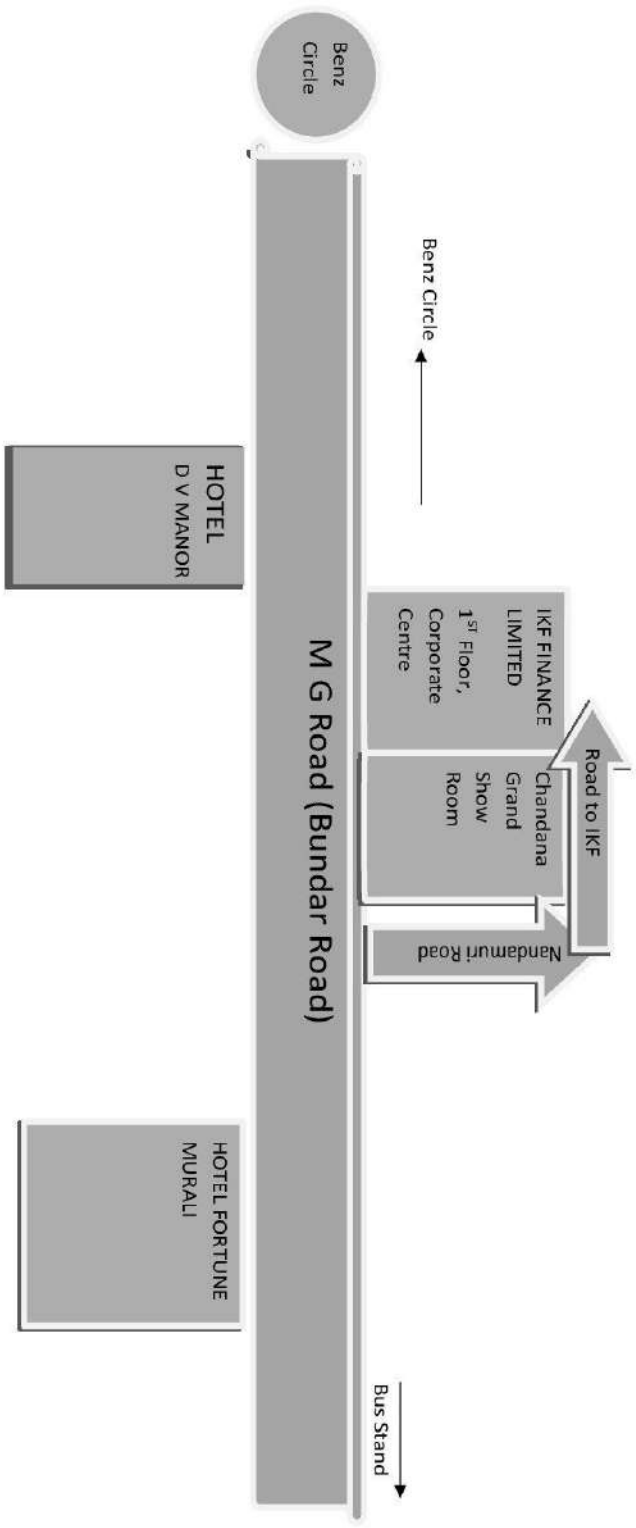 Benz
Circle
Benz Circle
HOTEL
D V MANOR
IKF FINANCE
LIMITED
1ST Floor,
Corporate
Centre
Road to IKF
Chandana
Grand
Show
Room
Nandamuri Road
M G Road (Bundar Road)
HOTEL FORTUNE
MURALI
Bus Stand